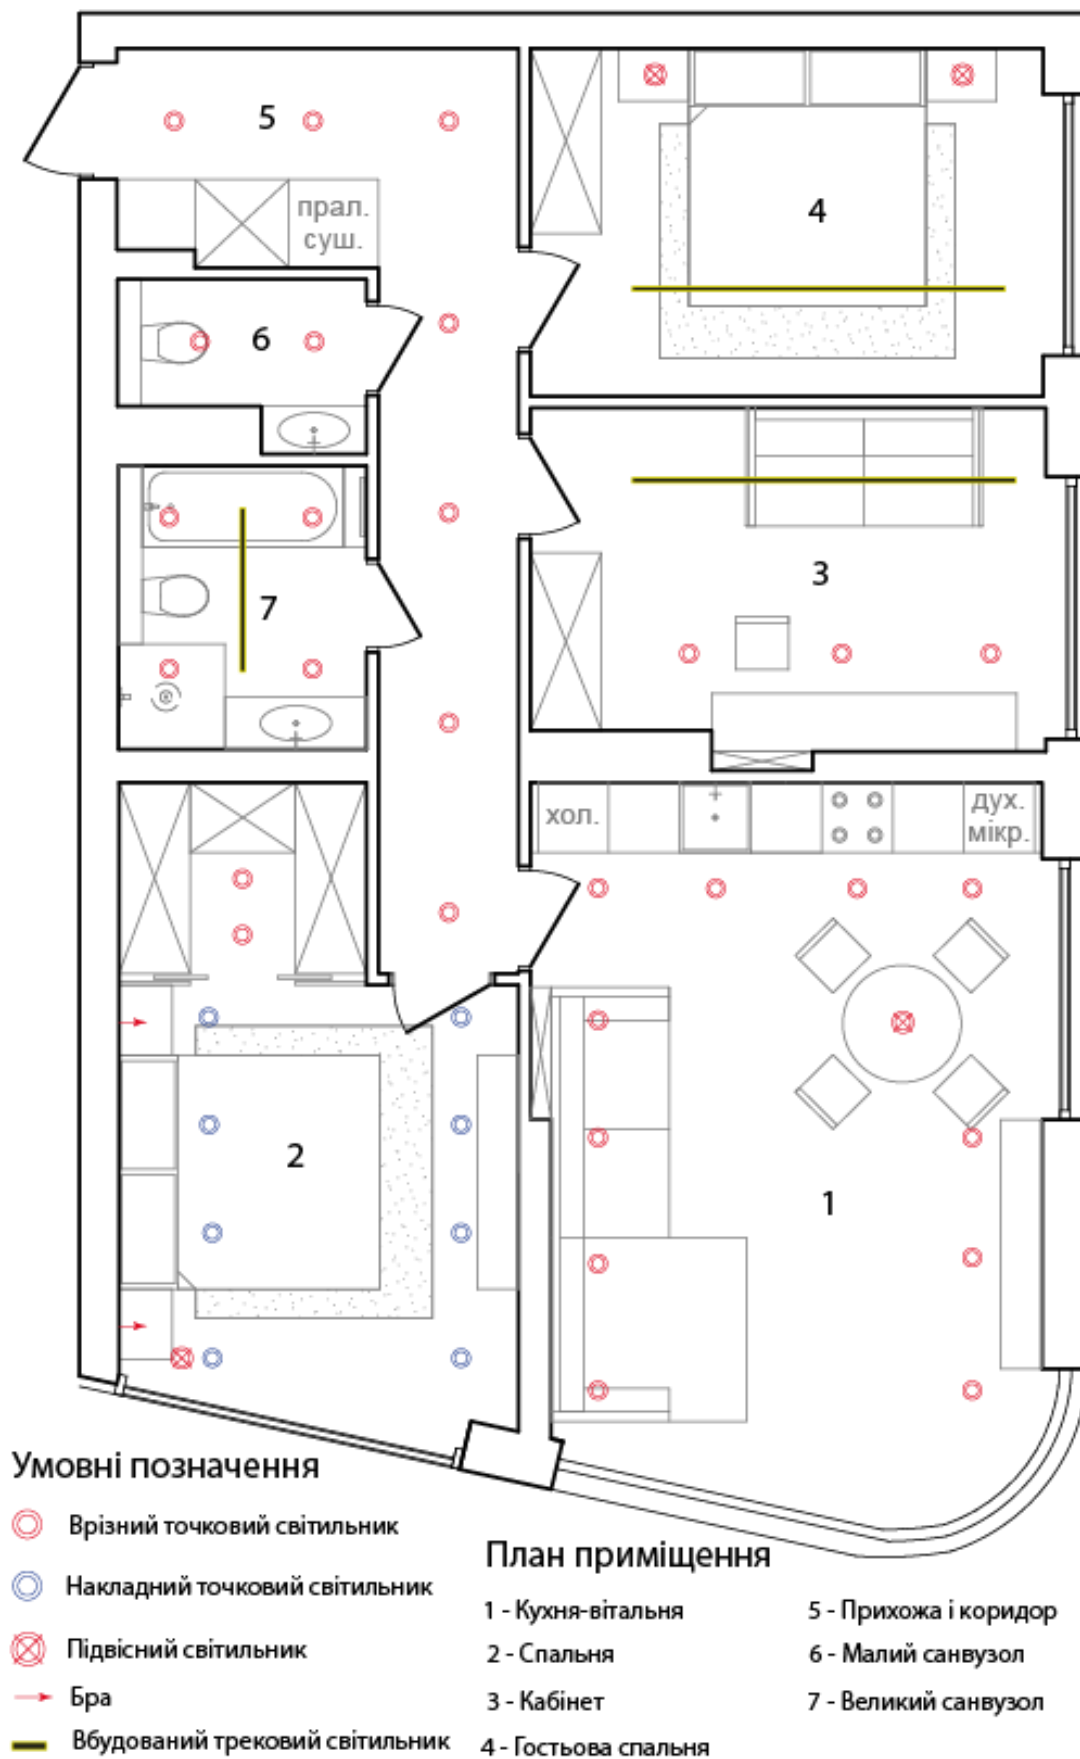 5
прал.
суш.
4
6
3
7
хол.
дух.
мікр.
2
1
Умовні позначення
Врізний точковий світильник
Накладний точковий світильник
Підвісний світильник
Бра
Вбудований трековий світильник
План приміщення
1 - Кухня-вітальня
2 - Спальня
3 - Кабінет
4 - Гостьова спальня
5 - Прихожа і коридор
6 - Малий санвузол
7 - Великий санвузол